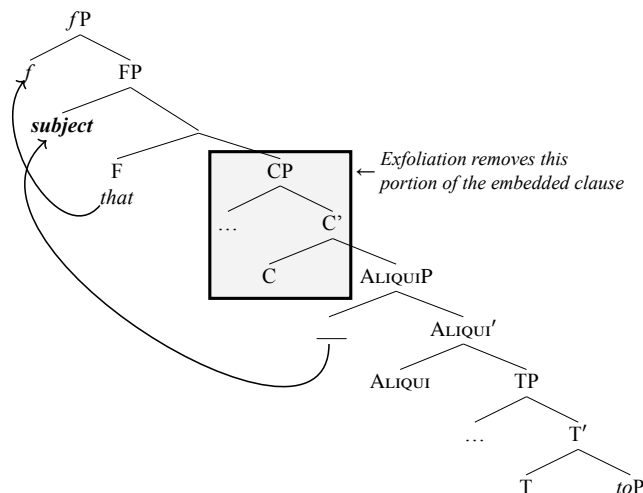 fP
f FP
subject
F CP ← Exfoliation removes this
that portion of the embedded clause
… C’
C ALIQUIP
ALIQUI′
ALIQUI TP
… T′
T toP